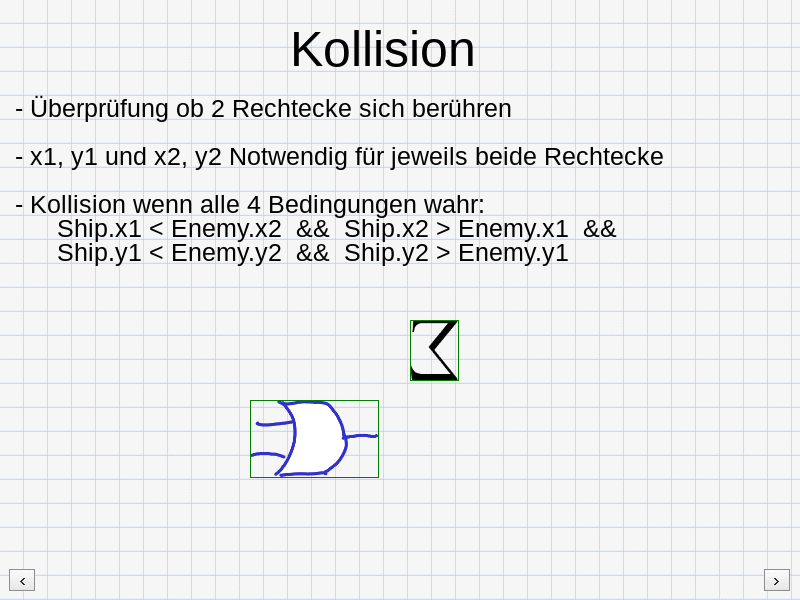 Kollision
- Überprüfung ob 2 Rechtecke sich berühren
- x1, y1 und x2, y2 Notwendig für jeweils beide Rechtecke
- Kollision wenn alle 4 Bedingungen wahr:
Ship.x1 < Enemy.x2 && Ship.x2 > Enemy.x1 &&
Ship.y1 < Enemy.y2 && Ship.y2 > Enemy.y1